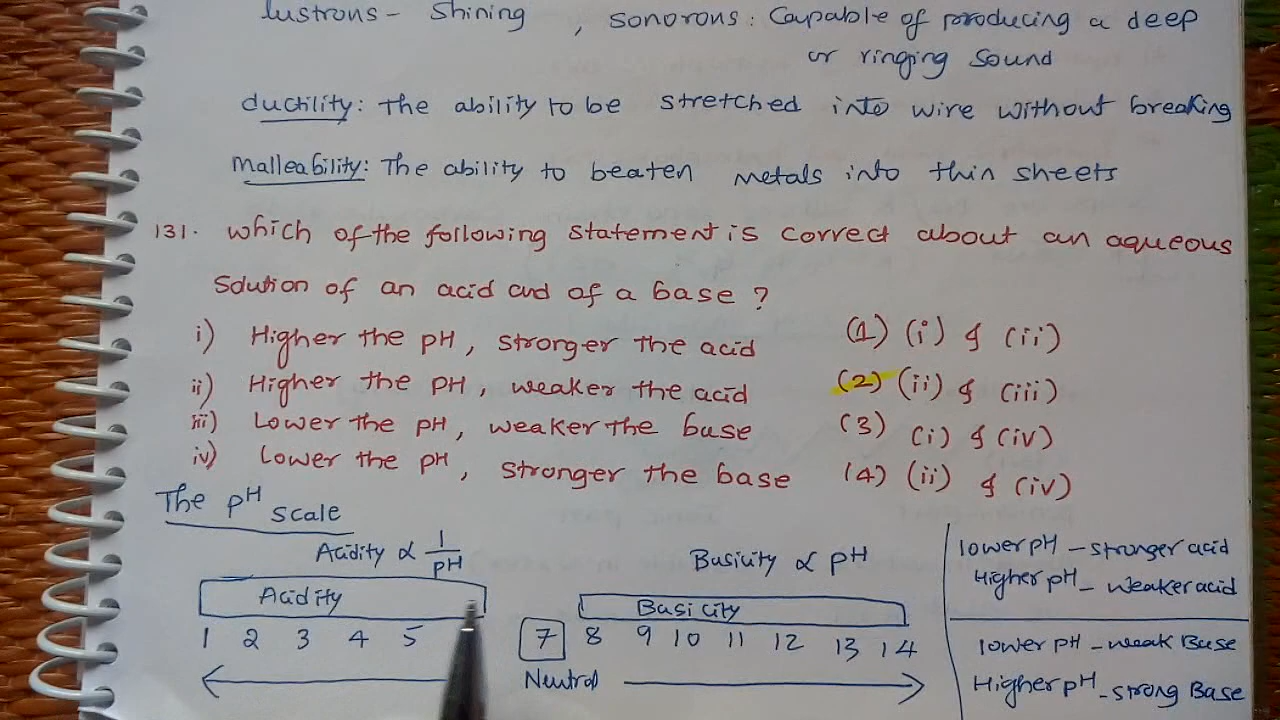 lustrons - Shining , sonorons: Capable of producing a deep
or ringing Sound
ductility: The ability to be stretched into wire without breaking
Malleability: The ability to beaten metals into thin sheets
131. which of the following statement is correct about an aqueous
solution of an acid and of a base?
i) Higher the pH, stronger the acid (1) (i) & (ii)
ii) Higher the pH, weaker the acid (2) (ii) & (iii)
iii) Lower the pH, weaker the base (3) (i) & (iv)
iv) Lower the pH, stronger the base (4) (ii) & (iv)
The pH scale
Acidity ∝ 1/pH Basicity ∝ pH
Acidity Basicity
1 2 3 4 5 7 8 9 10 11 12 13 14
Neutral
lower pH - stronger acid
Higher pH - weaker acid
lower pH - weak Base
Higher pH - strong Base